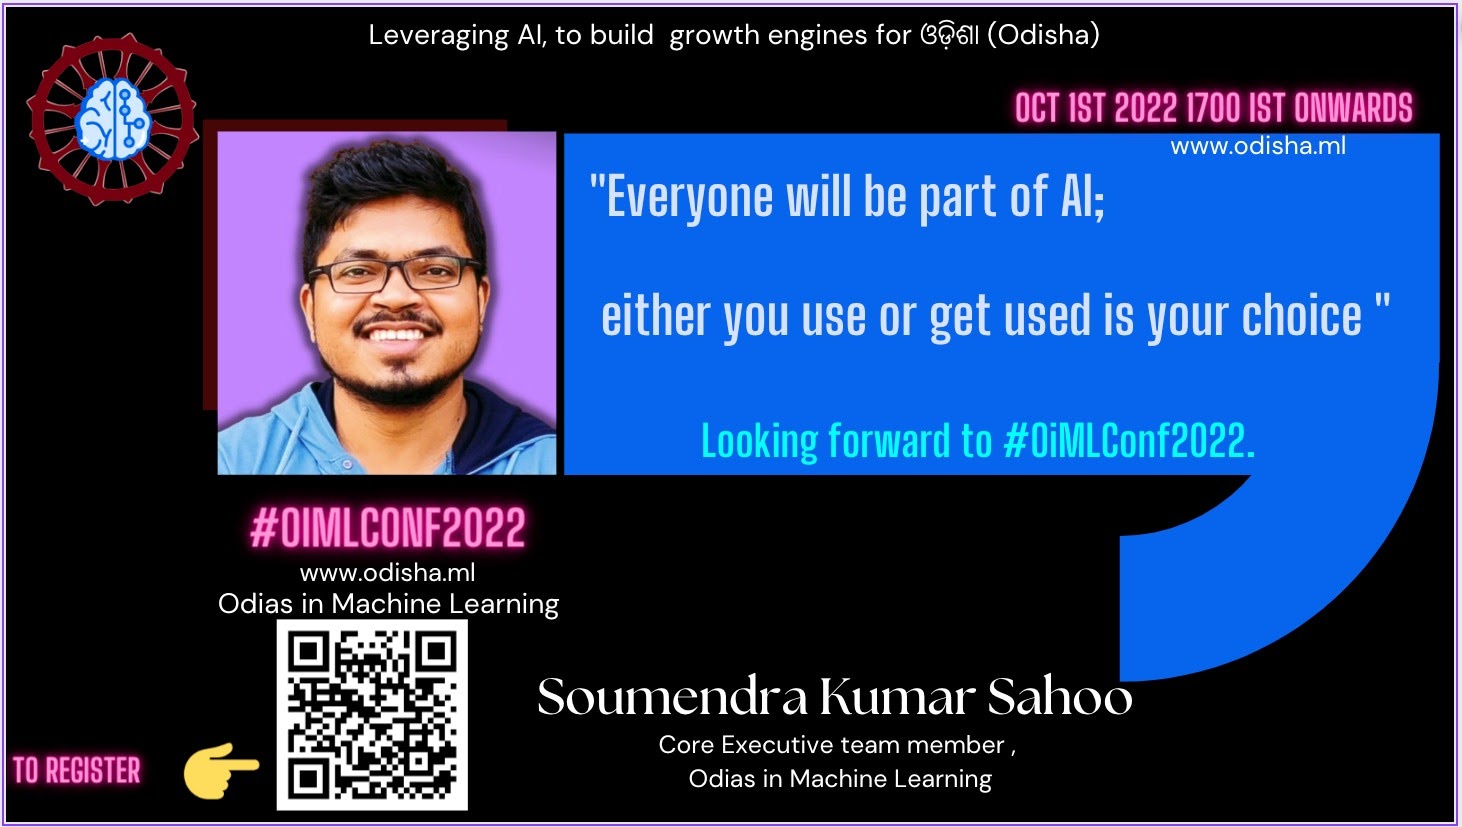 Leveraging AI, to build growth engines for ଓଡ଼ିଶା (Odisha)
OCT 1ST 2022 1700 IST ONWARDS
www.odisha.ml
"Everyone will be part of AI;
either you use or get used is your choice "
Looking forward to #OiMLConf2022.
#OIMLCONF2022
www.odisha.ml
Odias in Machine Learning
Soumendra Kumar Sahoo
Core Executive team member ,
Odias in Machine Learning
TO REGISTER